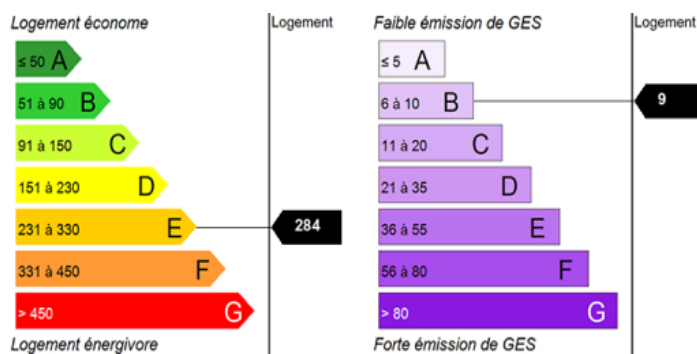 Logement économe
Logement
≤ 50 A
51 à 90 B
91 à 150 C
151 à 230 D
231 à 330 E
284
331 à 450 F
> 450 G
Logement énergivore
Faible émission de GES
Logement
≤ 5 A
6 à 10 B
9
11 à 20 C
21 à 35 D
36 à 55 E
56 à 80 F
> 80 G
Forte émission de GES